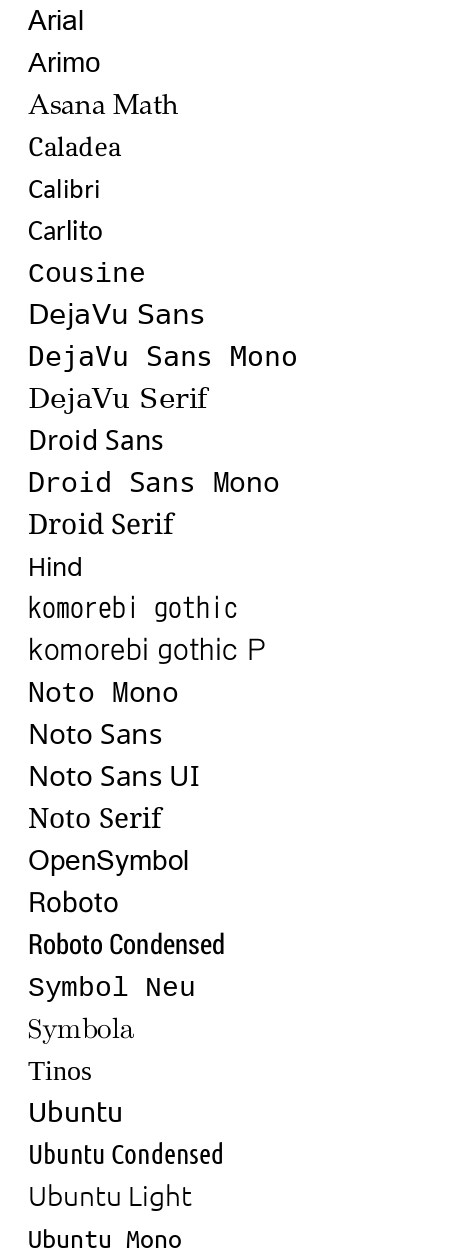 Arial
Arimo
Asana Math
Caladea
Calibri
Carlito
Cousine
DejaVu Sans
DejaVu Sans Mono
DejaVu Serif
Droid Sans
Droid Sans Mono
Droid Serif
Hind
komorebi gothic
komorebi gothic P
Noto Mono
Noto Sans
Noto Sans UI
Noto Serif
OpenSymbol
Roboto
Roboto Condensed
Symbol Neu
Symbola
Tinos
Ubuntu
Ubuntu Condensed
Ubuntu Light
Ubuntu Mono